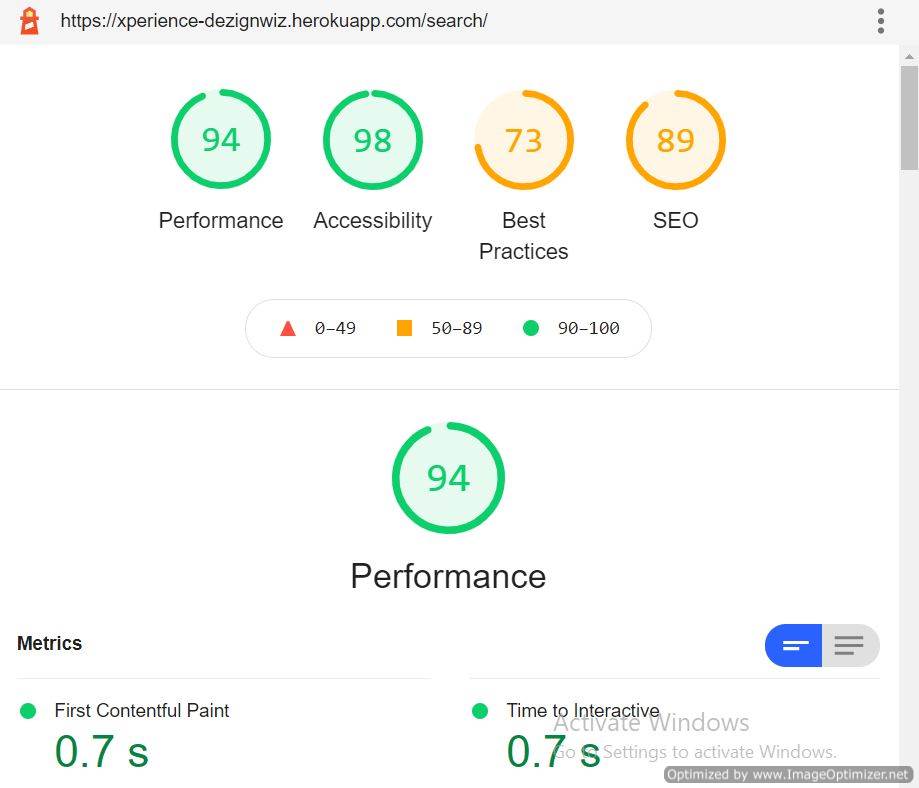 https://xperience-dezignwiz.herokuapp.com/search/
94 98 73 89
Performance Accessibility Best SEO
Practices
0–49 50–89 90–100
94
Performance
Metrics
First Contentful Paint Time to Interactive
0.7 s 0.7 s
Activate Windows
Go to Settings to activate Windows.
Optimized by www.ImageOptimizer.net